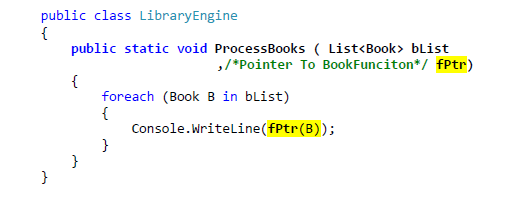 public class LibraryEngine
{
public static void ProcessBooks ( List<Book> bList
,/*Pointer To BookFunciton*/ fPtr)
{
foreach (Book B in bList)
{
Console.WriteLine(fPtr(B));
}
}
}